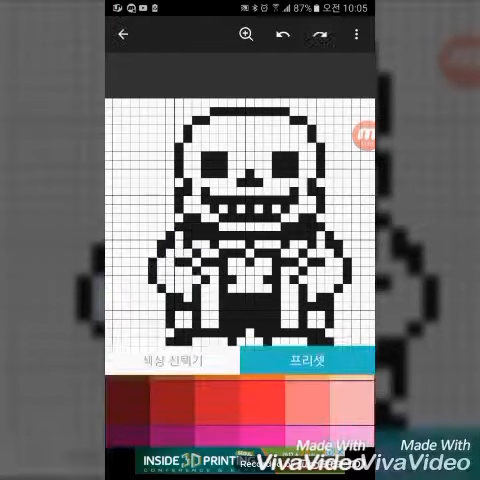 87% 오전 10:05
색상 선택기 프리셋
INSIDE 3D PRINT
CONFERENCE &
Made With
VivaVideo
Made With
VivaVideo